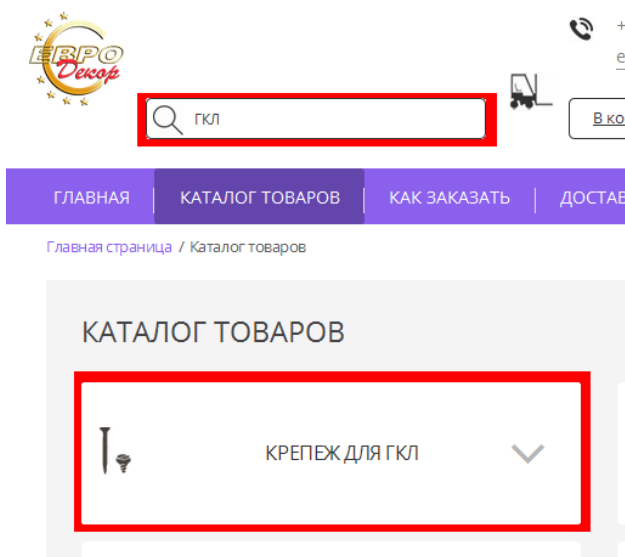 ЕВРО
Декор
гкл
ГЛАВНАЯ КАТАЛОГ ТОВАРОВ КАК ЗАКАЗАТЬ
Главная страница / Каталог товаров
КАТАЛОГ ТОВАРОВ
КРЕПЕЖ ДЛЯ ГКЛ